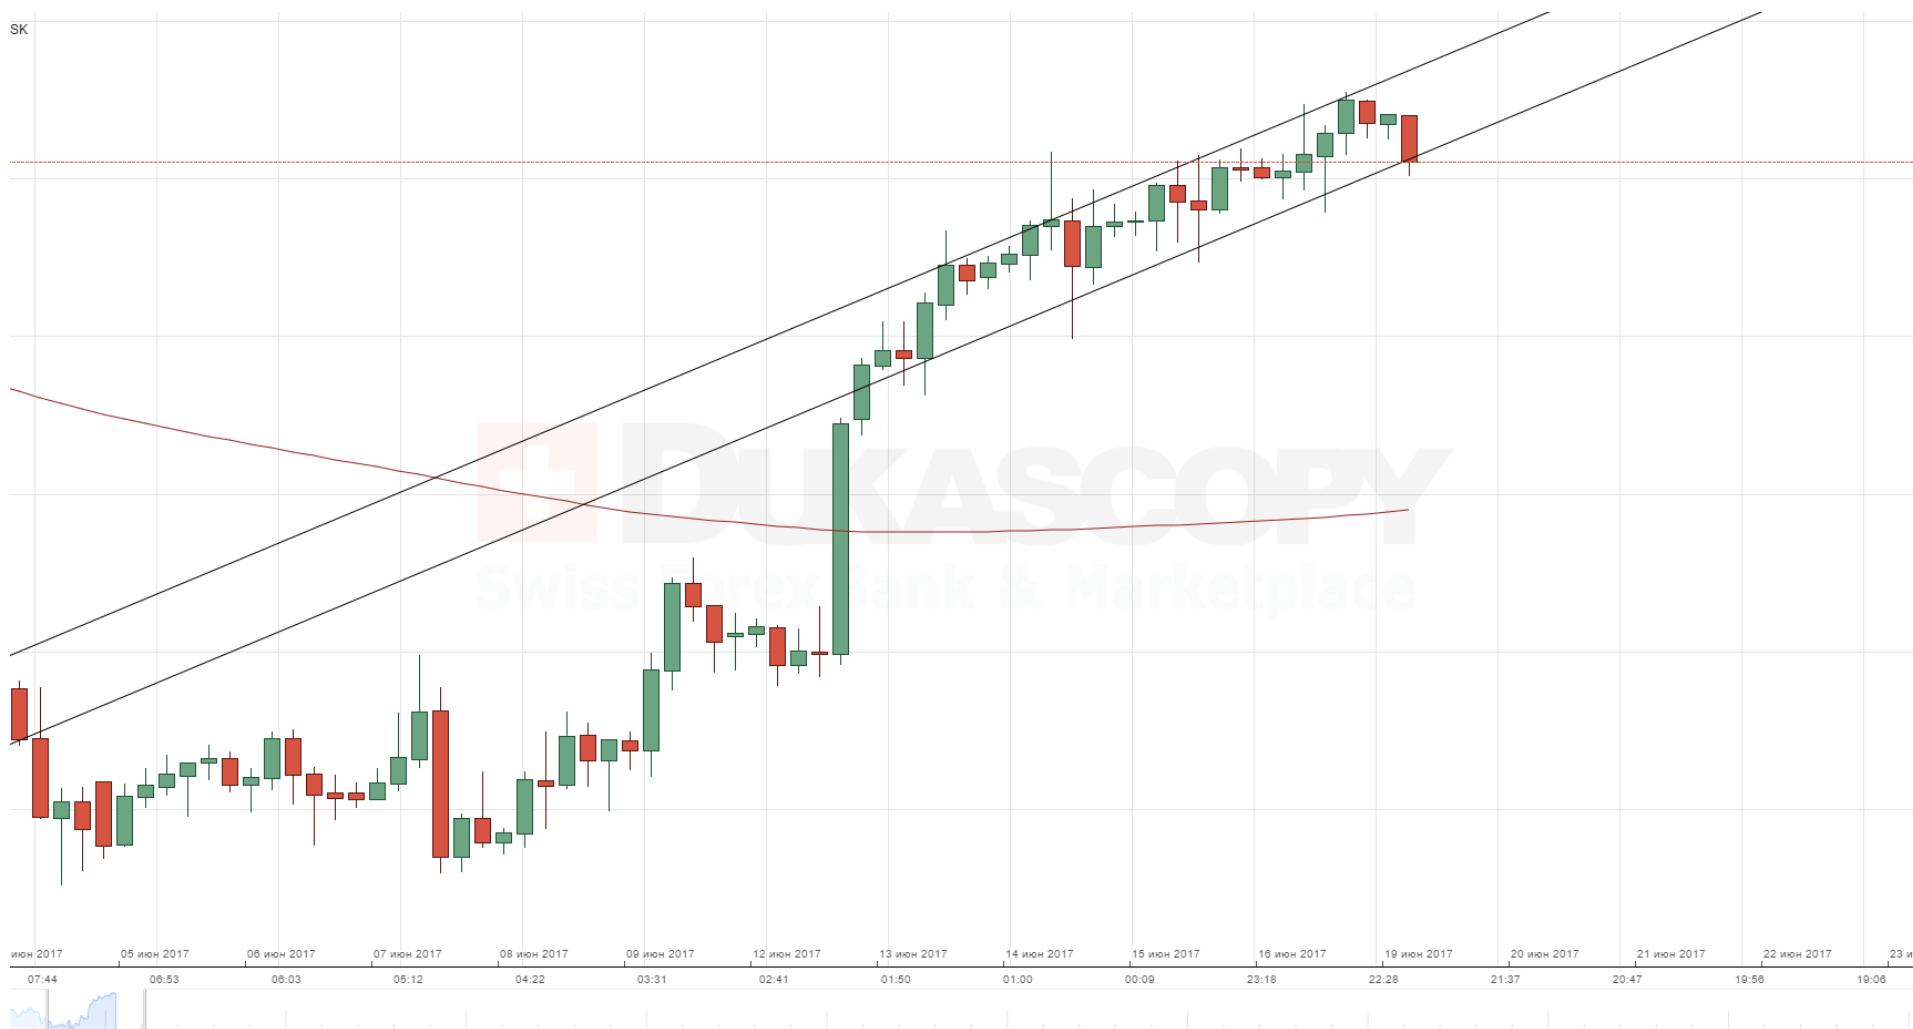 SK
DUKASCOPY
Swiss Forex Bank & Marketplace
июн 2017 05 июн 2017 06 июн 2017 07 июн 2017 08 июн 2017 09 июн 2017 12 июн 2017 13 июн 2017 14 июн 2017 15 июн 2017 16 июн 2017 19 июн 2017 20 июн 2017 21 июн 2017 22 июн 2017 23 и
07:44 06:53 06:03 05:12 04:22 03:31 02:41 01:50 01:00 00:09 23:18 22:28 21:37 20:47 19:56 19:06